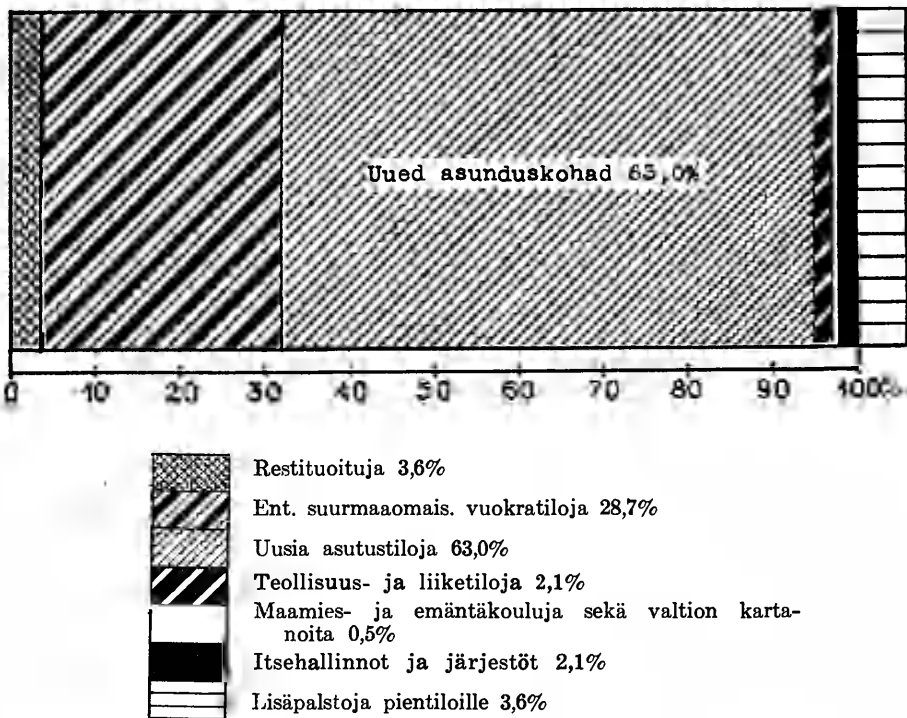 Uued asunduskohad 63,0%
0 10 20 30 40 50 60 70 80 90 100%
Restituoituja 3,6%
Ent. suurmaaomais. vuokratiloja 28,7%
Uusia asutustiloja 63,0%
Teollisuus- ja liiketiloja 2,1%
Maamies- ja emäntäkouluja sekä valtion karta-
noita 0,5%
Itsehallinnot ja järjestöt 2,1%
Lisäpalstoja pientiloille 3,6%